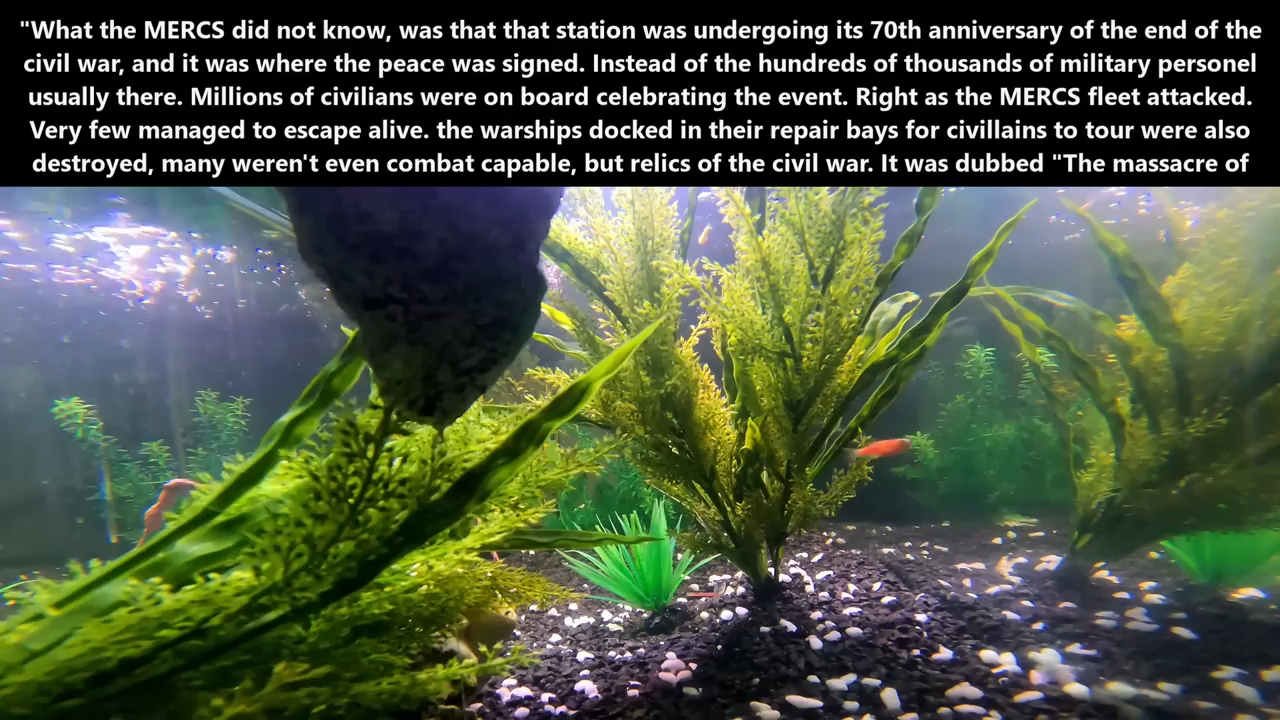 "What the MERCS did not know, was that that station was undergoing its 70th anniversary of the end of the
civil war, and it was where the peace was signed. Instead of the hundreds of thousands of military personel
usually there. Millions of civilians were on board celebrating the event. Right as the MERCS fleet attacked.
Very few managed to escape alive. the warships docked in their repair bays for civillains to tour were also
destroyed, many weren't even combat capable, but relics of the civil war. It was dubbed "The massacre of